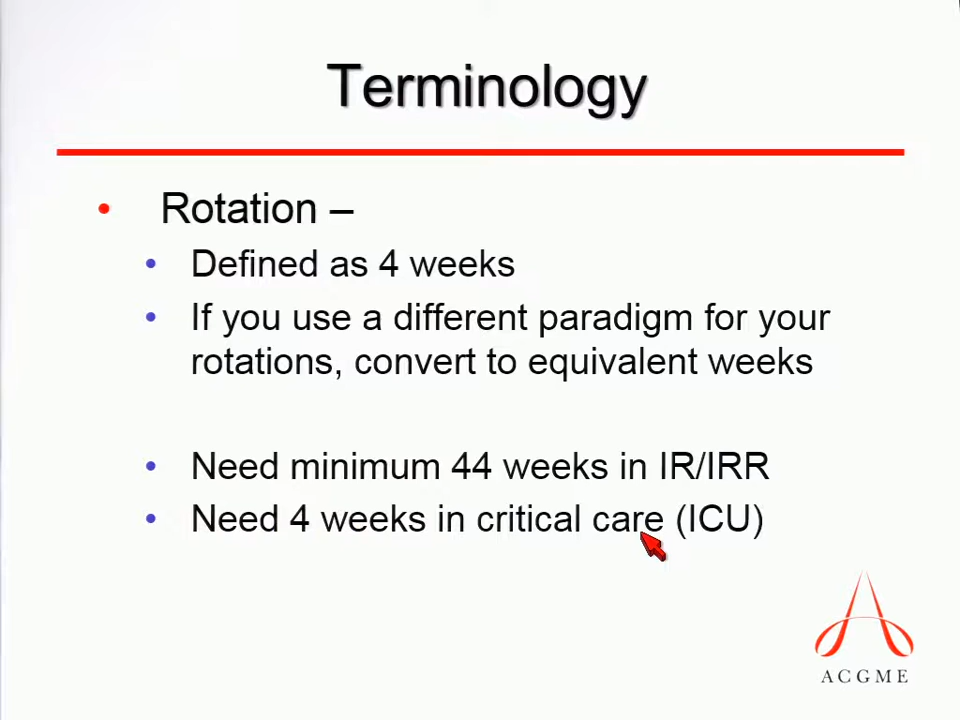 Terminology
• Rotation –
• Defined as 4 weeks
• If you use a different paradigm for your
rotations, convert to equivalent weeks
• Need minimum 44 weeks in IR/IRR
• Need 4 weeks in critical care (ICU)
ACGME